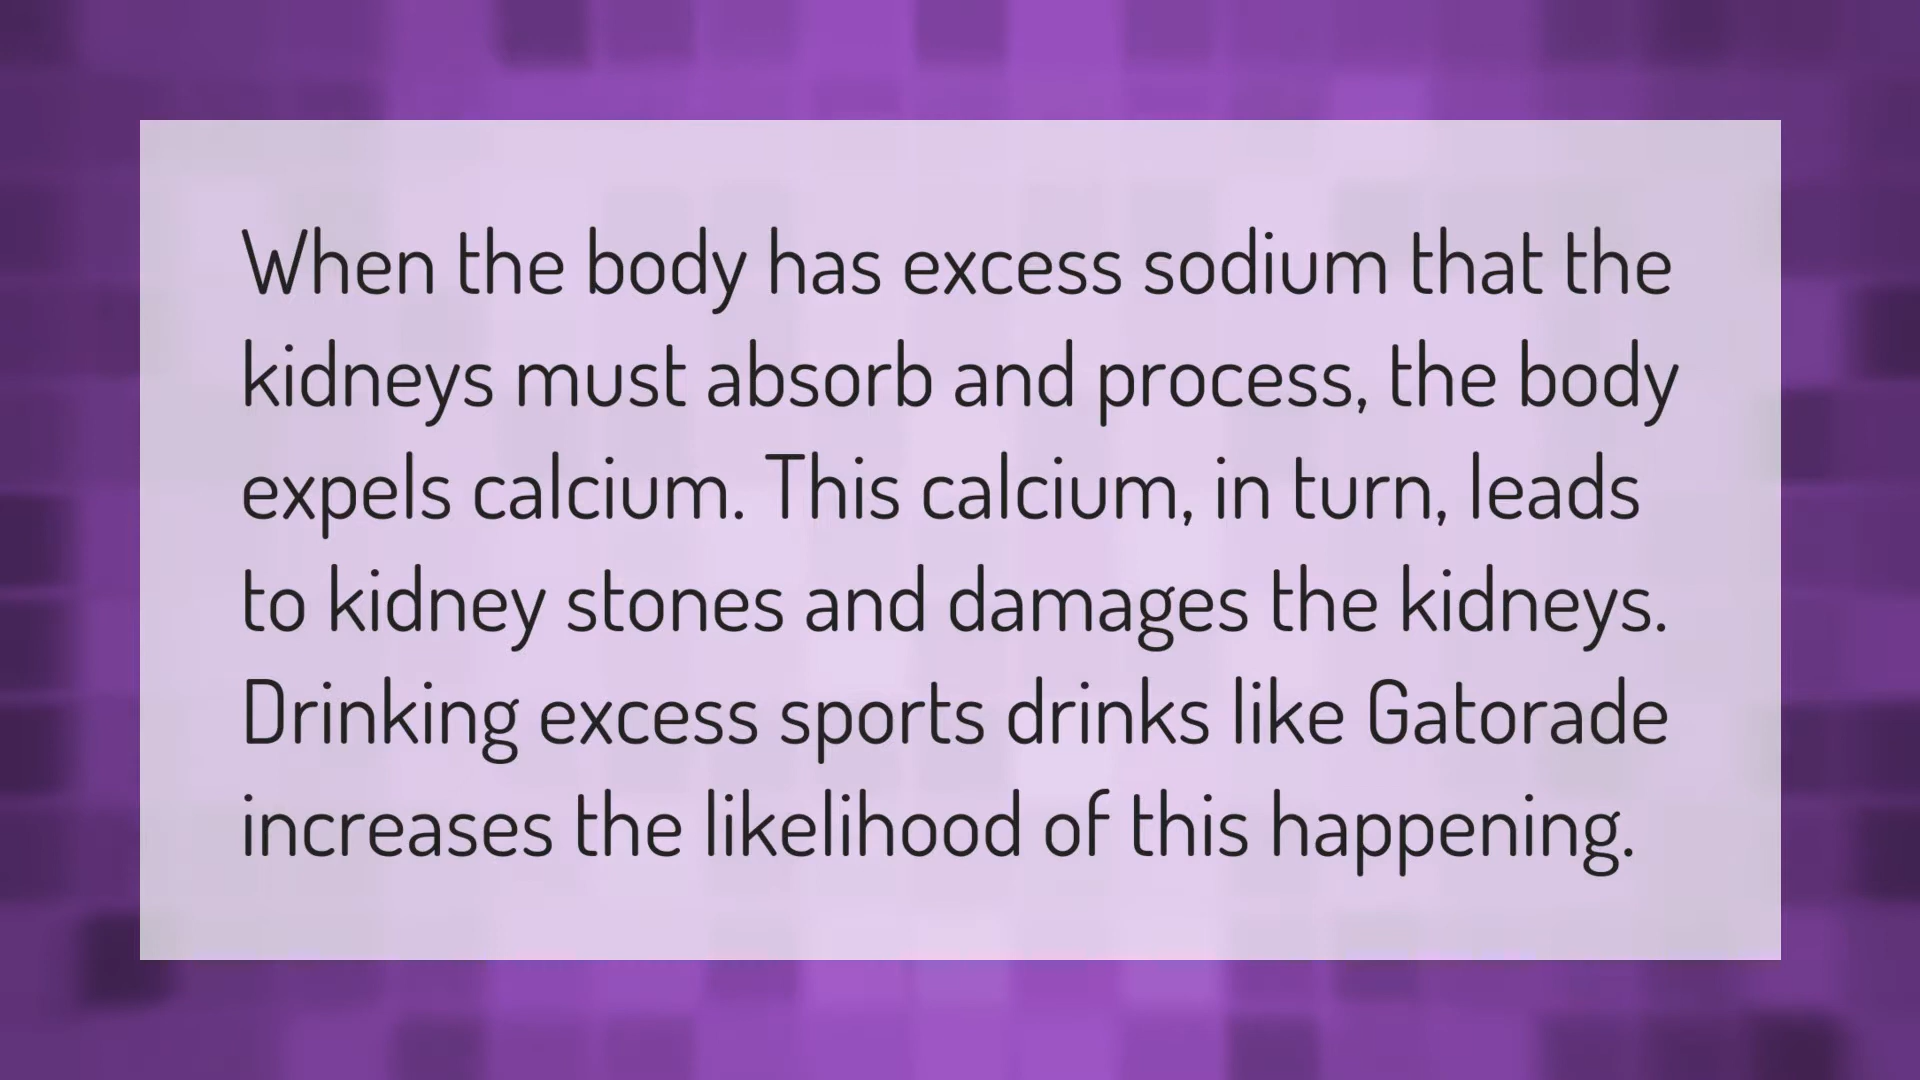 When the body has excess sodium that the
kidneys must absorb and process, the body
expels calcium. This calcium, in turn, leads
to kidney stones and damages the kidneys.
Drinking excess sports drinks like Gatorade
increases the likelihood of this happening.